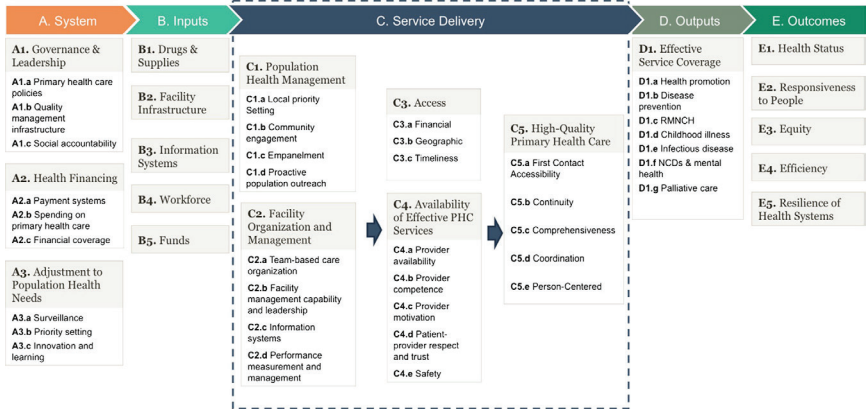 A. System
B. Inputs
C. Service Delivery
D. Outputs
E. Outcomes
A1. Governance &
Leadership
A1.a Primary health care
policies
A1.b Quality
management
infrastructure
A1.c Social accountability
A2. Health Financing
A2.a Payment systems
A2.b Spending on
primary health care
A2.c Financial coverage
A3. Adjustment to
Population Health
Needs
A3.a Surveillance
A3.b Priority setting
A3.c Innovation and
learning
B1. Drugs &
Supplies
B2. Facility
Infrastructure
B3. Information
Systems
B4. Workforce
B5. Funds
C1. Population
Health Management
C1.a Local priority
Setting
C1.b Community
engagement
C1.c Empanelment
C1.d Proactive
population outreach
C2. Facility
Organization and
Management
C2.a Team-based care
organization
C2.b Facility
management capability
and leadership
C2.c Information
systems
C2.d Performance
measurement and
management
C3. Access
C3.a Financial
C3.b Geographic
C3.c Timeliness
C4. Availability
of Effective PHC
Services
C4.a Provider
availability
C4.b Provider
competence
C4.c Provider
motivation
C4.d Patient-
provider respect
and trust
C4.e Safety
C5. High-Quality
Primary Health Care
C5.a First Contact
Accessibility
C5.b Continuity
C5.c Comprehensiveness
C5.d Coordination
C5.e Person-Centered
D1. Effective
Service Coverage
D1.a Health promotion
D1.b Disease
prevention
D1.c RMNCH
D1.d Childhood illness
D1.e Infectious disease
D1.f NCDs & mental
health
D1.g Palliative care
E1. Health Status
E2. Responsiveness
to People
E3. Equity
E4. Efficiency
E5. Resilience of
Health Systems